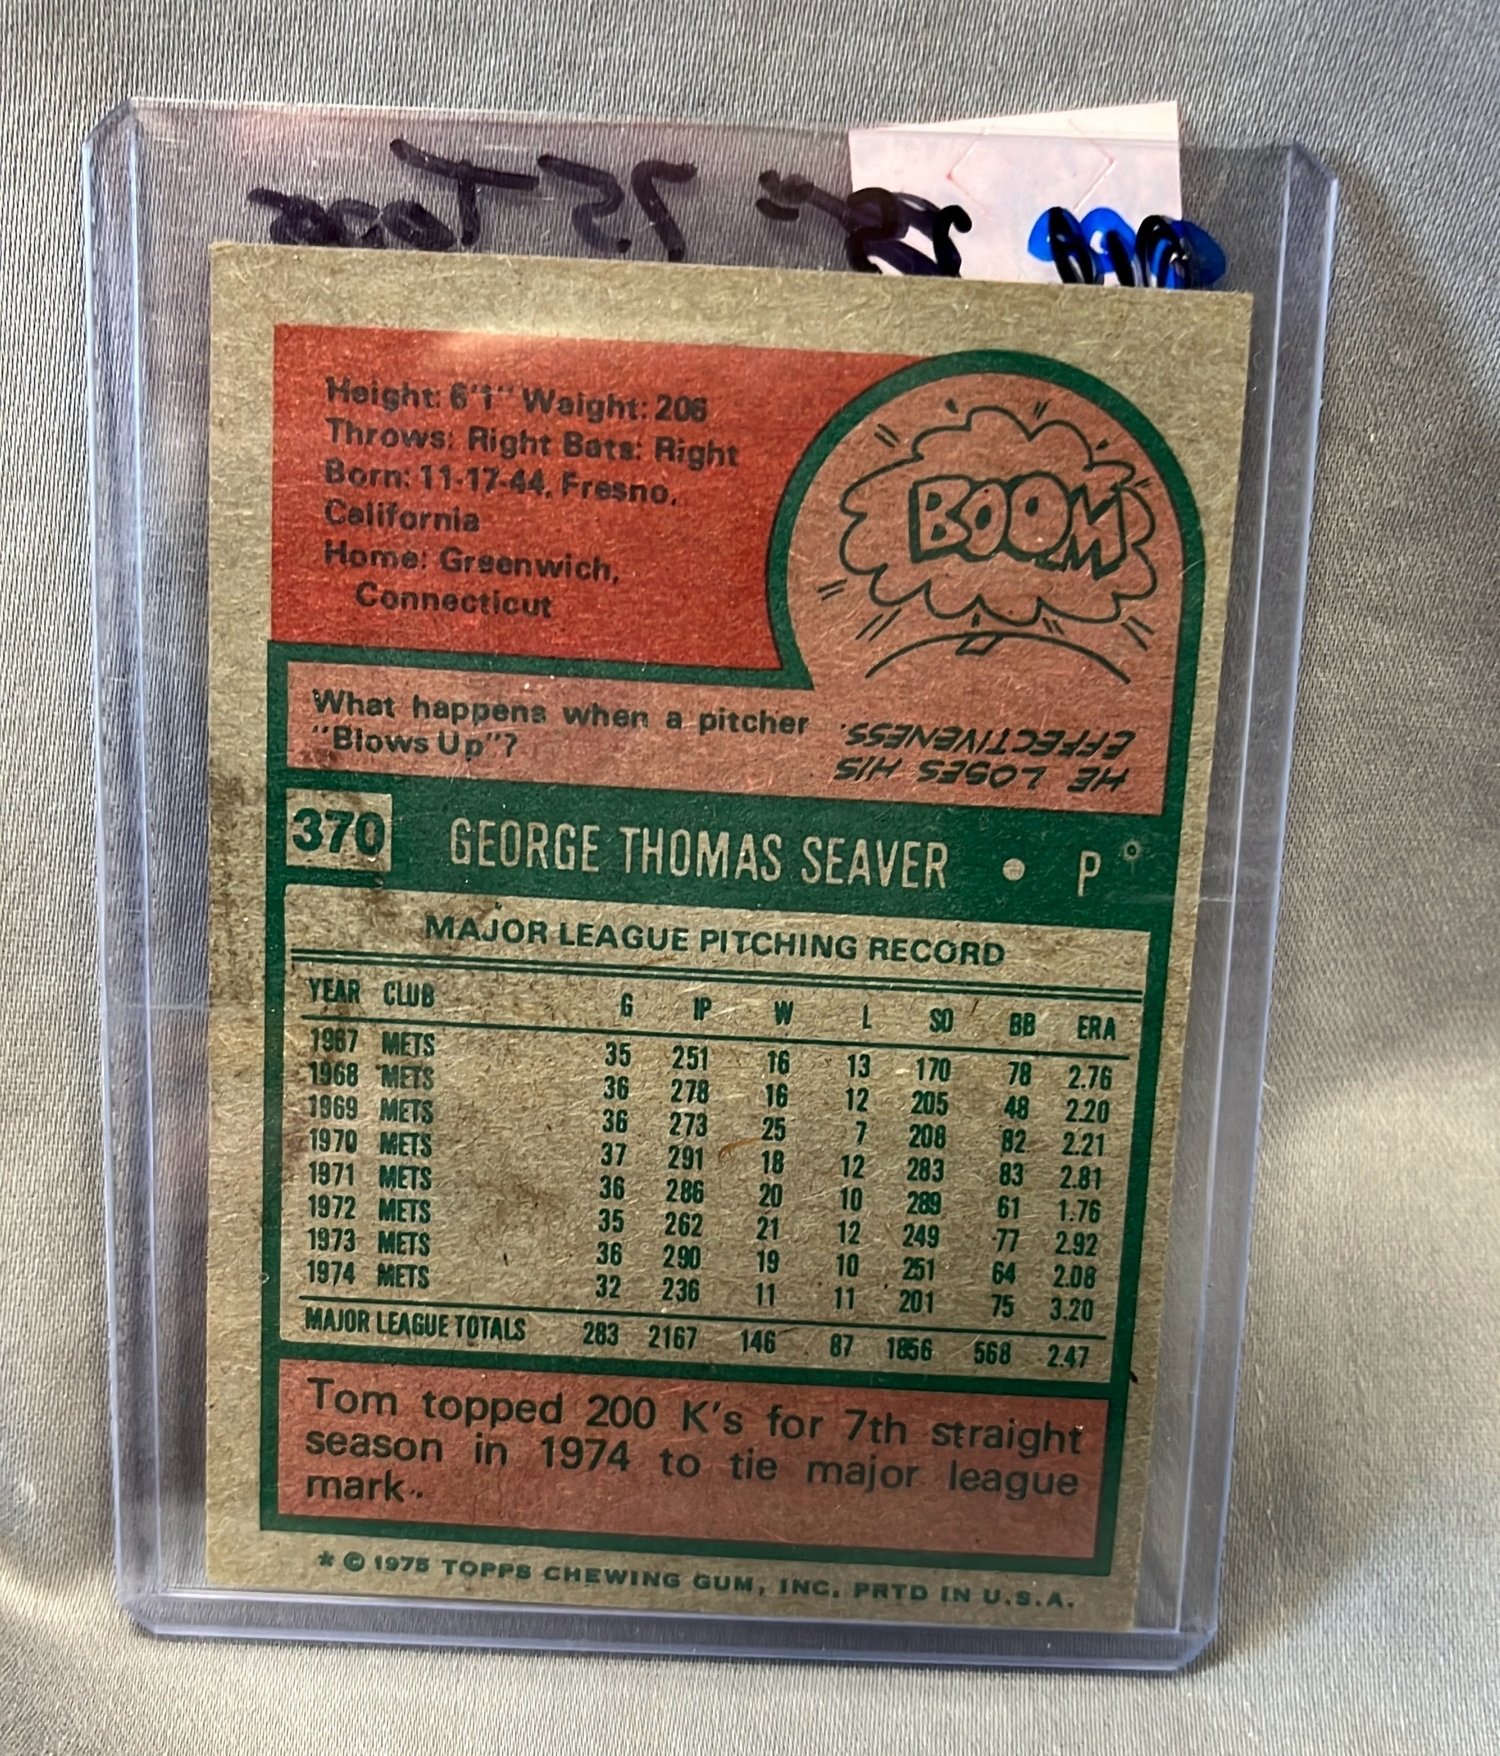 75 Topps
Height: 6'1" Weight: 206
Throws: Right Bats: Right
Born: 11-17-44, Fresno,
California
Home: Greenwich,
Connecticut
BOOM
What happens when a pitcher
"Blows Up"?
HE LOSES HIS
EFFECTIVENESS.
370 GEORGE THOMAS SEAVER • P
MAJOR LEAGUE PITCHING RECORD
YEAR CLUB G IP W L SO BB ERA
1967 METS 35 251 16 13 170 78 2.76
1968 METS 36 278 16 12 205 48 2.20
1969 METS 36 273 25 7 208 82 2.21
1970 METS 37 291 18 12 283 83 2.81
1971 METS 36 286 20 10 289 61 1.76
1972 METS 35 262 21 12 249 77 2.92
1973 METS 36 290 19 10 251 64 2.08
1974 METS 32 236 11 11 201 75 3.20
MAJOR LEAGUE TOTALS 283 2167 146 87 1856 568 2.47
Tom topped 200 K's for 7th straight
season in 1974 to tie major league
mark.
* © 1975 TOPPS CHEWING GUM, INC. PRTD IN U.S.A.